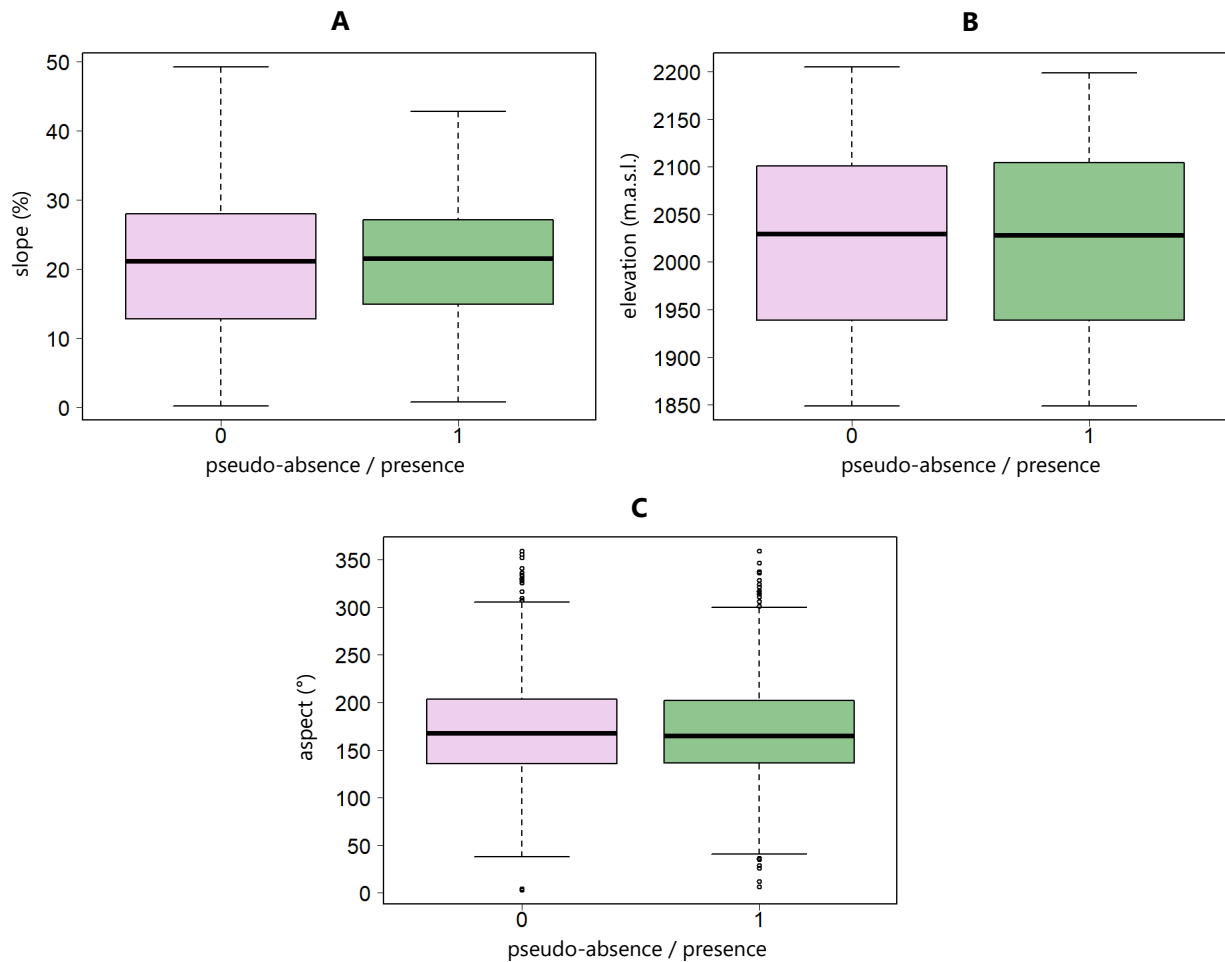 A
slope (%)
50
40
30
20
10
0
0 1
pseudo-absence / presence
B
elevation (m.a.s.l.)
2200
2150
2100
2050
2000
1950
1900
1850
0 1
pseudo-absence / presence
C
aspect (°)
350
300
250
200
150
100
50
0
0 1
pseudo-absence / presence